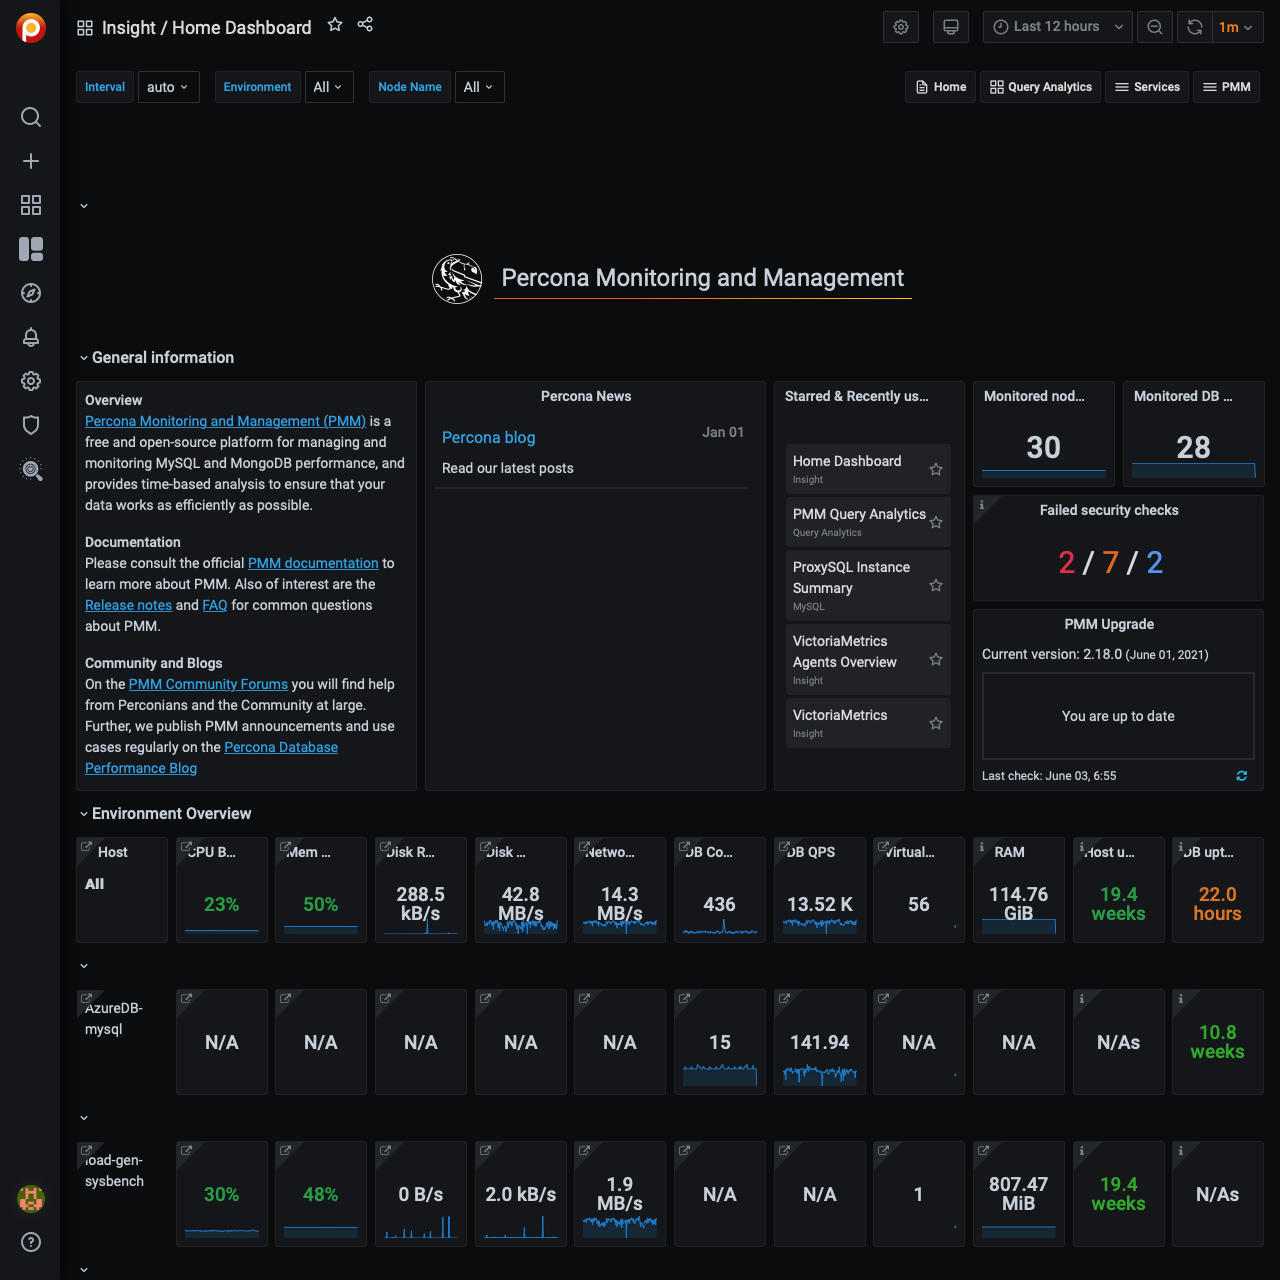 Insight / Home Dashboard
Last 12 hours
1m
Interval
auto
Environment
All
Node Name
All
Home
Query Analytics
Services
PMM
Percona Monitoring and Management
General information
Overview
Percona Monitoring and Management (PMM) is a
free and open-source platform for managing and
monitoring MySQL and MongoDB performance, and
provides time-based analysis to ensure that your
data works as efficiently as possible.
Documentation
Please consult the official PMM documentation to
learn more about PMM. Also of interest are the
Release notes and FAQ for common questions
about PMM.
Community and Blogs
On the PMM Community Forums you will find help
from Perconians and the Community at large.
Further, we publish PMM announcements and use
cases regularly on the Percona Database
Performance Blog
Percona News
Percona blog
Jan 01
Read our latest posts
Starred & Recently us...
Home Dashboard
Insight
PMM Query Analytics
Query Analytics
ProxySQL Instance
Summary
MySQL
VictoriaMetrics
Agents Overview
Insight
VictoriaMetrics
Insight
Monitored nod...
30
Monitored DB ...
28
Failed security checks
2 / 7 / 2
PMM Upgrade
Current version: 2.18.0 (June 01, 2021)
You are up to date
Last check: June 03, 6:55
Environment Overview
Host
All
CPU B...
23%
Mem ...
50%
Disk R...
288.5
kB/s
Disk ...
42.8
MB/s
Netwo...
14.3
MB/s
DB Co...
436
DB QPS
13.52 K
Virtual...
56
RAM
114.76
GiB
Host u...
19.4
weeks
DB upt...
22.0
hours
AzureDB-
mysql
N/A
N/A
N/A
N/A
N/A
15
141.94
N/A
N/A
N/As
10.8
weeks
load-gen-
sysbench
30%
48%
0 B/s
2.0 kB/s
1.9
MB/s
N/A
N/A
1
807.47
MiB
19.4
weeks
N/As